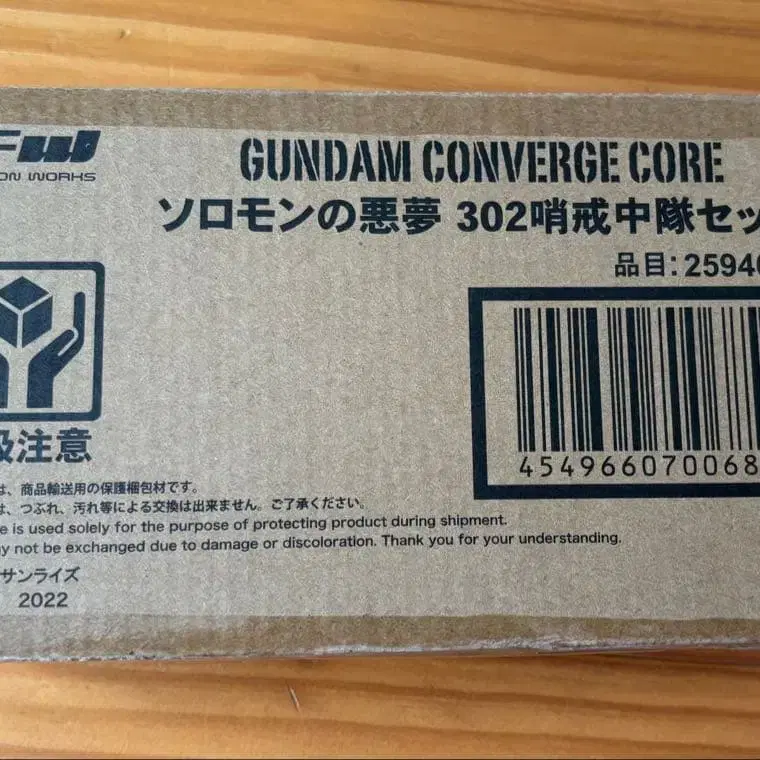 FW
ON WORKS
GUNDAM CONVERGE CORE
ソロモンの悪夢 302哨戒中隊セッ
品目: 25940
454966070068
扱注意
は、商品輸送用の保護梱包材です。
は、つぶれ、汚れ等による交換は出来ません。ご了承ください。
e is used solely for the purpose of protecting product during shipment.
y not be exchanged due to damage or discoloration. Thank you for your understanding.
サンライズ
2022